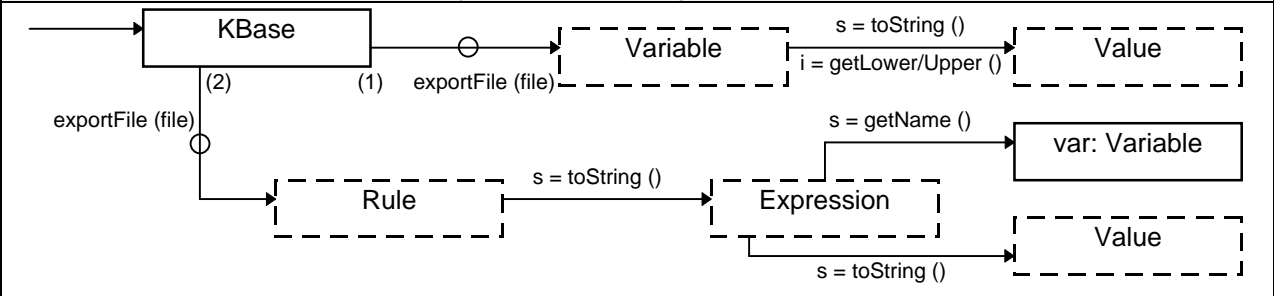 KBase
Variable
s = toString ()
i = getLower/Upper ()
Value
(2)
(1)
exportFile (file)
exportFile (file)
s = getName ()
var: Variable
Rule
s = toString ()
Expression
Value
s = toString ()